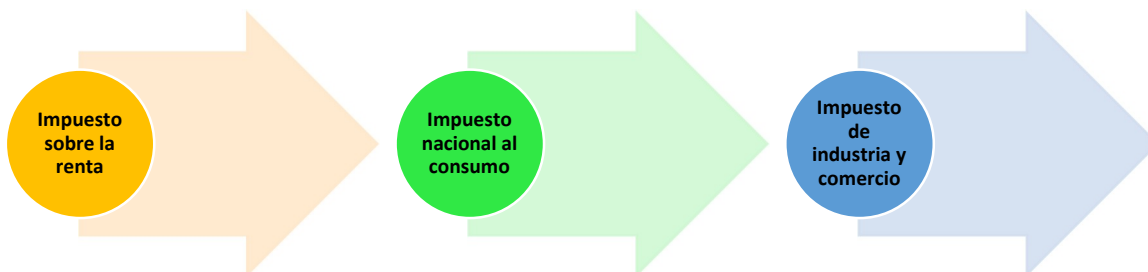 Impuesto
sobre la
renta
Impuesto
nacional al
consumo
Impuesto
de
industria y
comercio